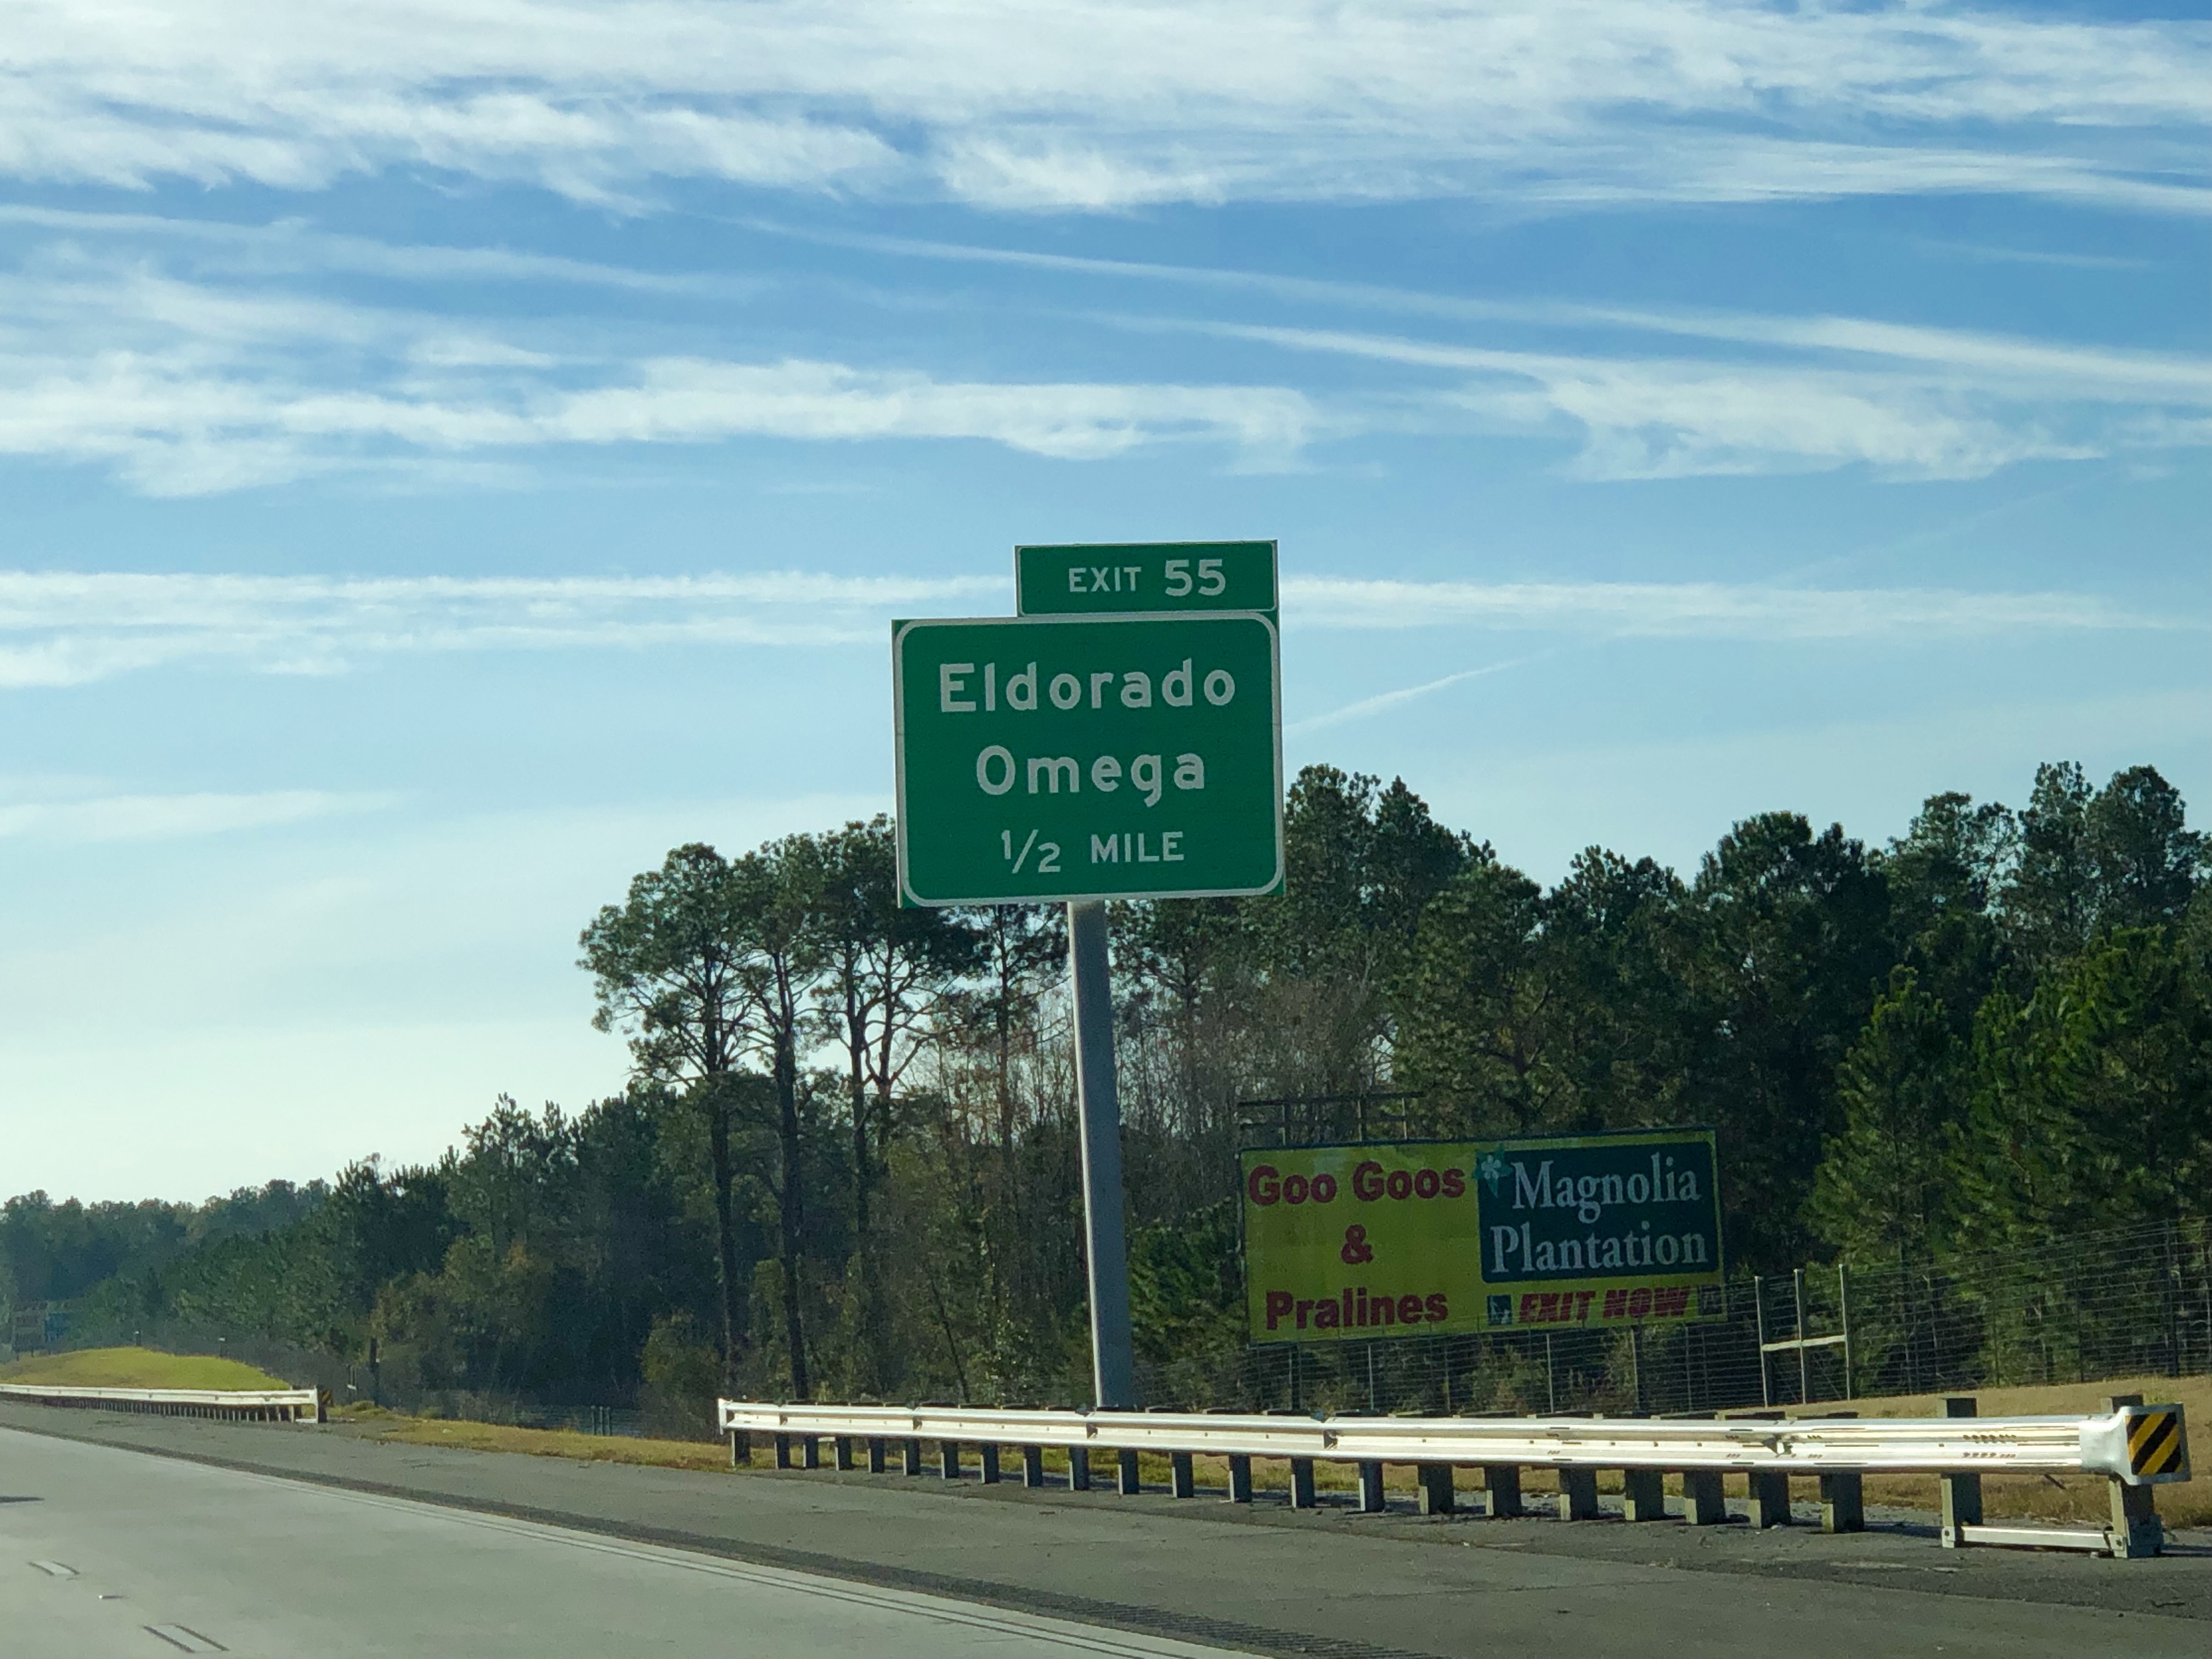 EXIT 55
Eldorado
Omega
1/2 MILE
Goo Goos
&
Pralines
Magnolia
Plantation
EXIT NOW